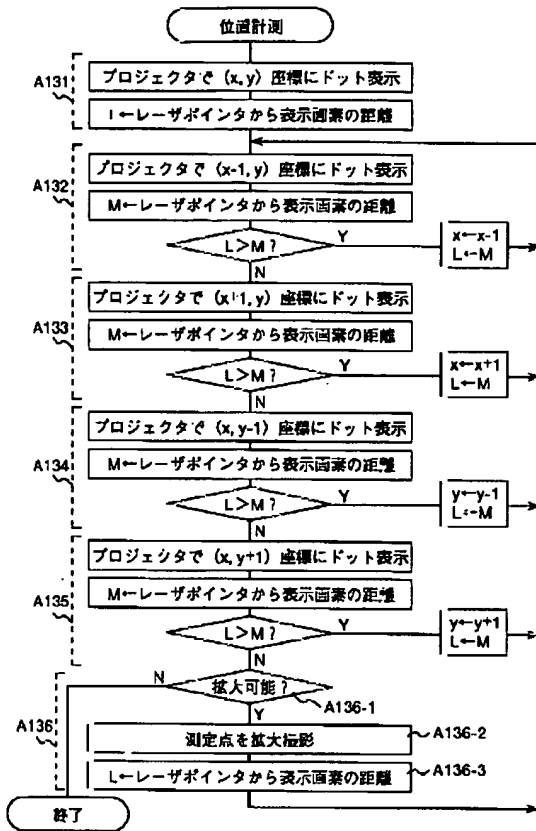 位置計測
A131
プロジェクタで (x, y) 座標にドット表示
L←レーザポインタから表示画素の距離
A132
プロジェクタで (x-1, y) 座標にドット表示
M←レーザポインタから表示画素の距離
L>M?
Y
x←x-1
L←M
N
A133
プロジェクタで (x+1, y) 座標にドット表示
M←レーザポインタから表示画素の距離
L>M?
Y
x←x+1
L←M
N
A134
プロジェクタで (x, y-1) 座標にドット表示
M←レーザポインタから表示画素の距離
L>M?
Y
y←y-1
L←M
N
A135
プロジェクタで (x, y+1) 座標にドット表示
M←レーザポインタから表示画素の距離
L>M?
Y
y←y+1
L←M
N
A136
N
拡大可能?
A136-1
Y
測定点を拡大撮影
A136-2
L←レーザポインタから表示画素の距離
A136-3
終了